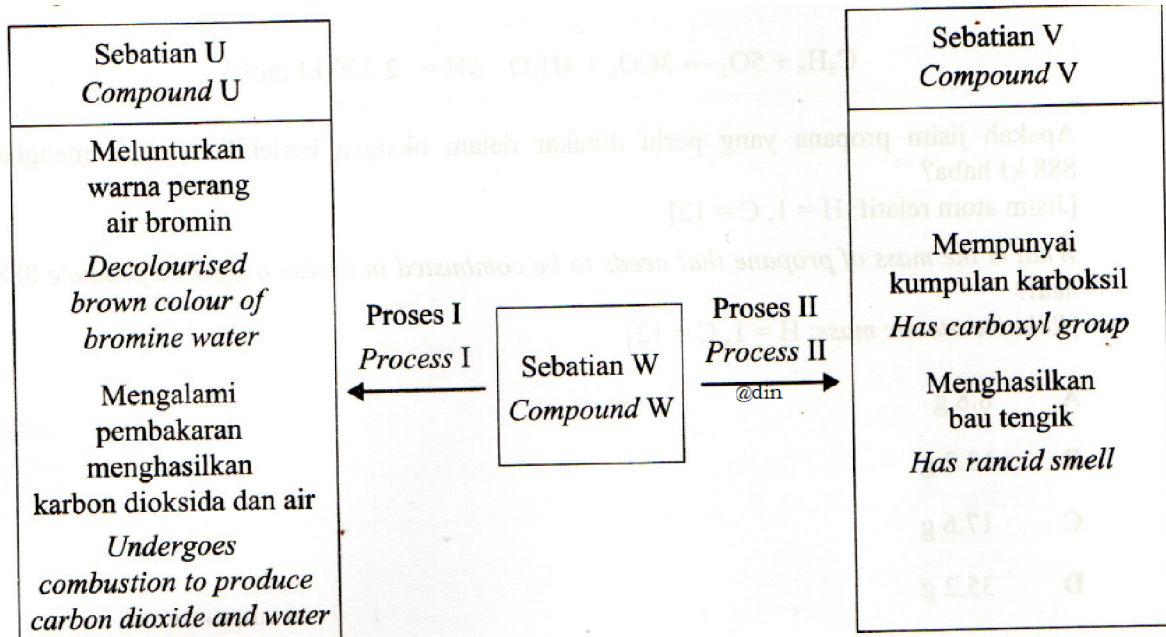 Sebatian U
Compound U
Melunturkan
warna perang
air bromin
Decolourised
brown colour of
bromine water
Mengalami
pembakaran
menghasilkan
karbon dioksida dan air
Undergoes
combustion to produce
carbon dioxide and water
Proses I
Process I
Sebatian W
Compound W
Proses II
Process II
@din
Sebatian V
Compound V
Mempunyai
kumpulan karboksil
Has carboxyl group
Menghasilkan
bau tengik
Has rancid smell